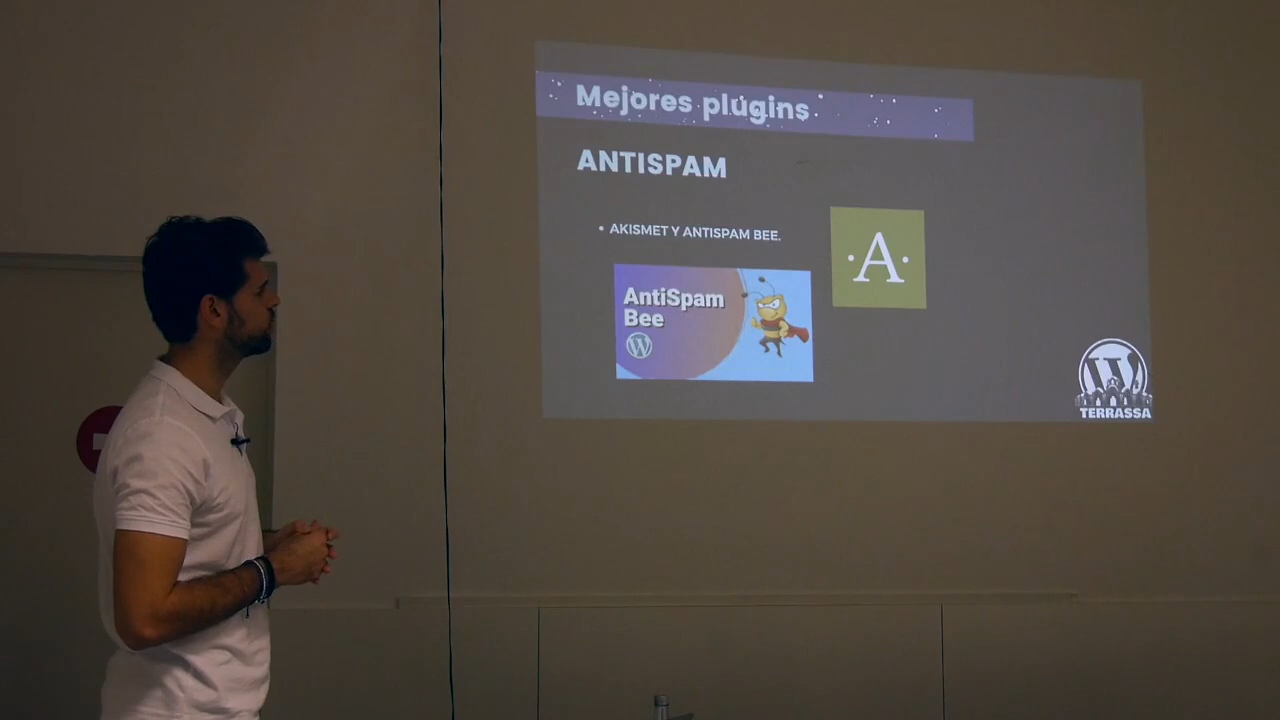 Mejores plugins
ANTISPAM
• AKISMET Y ANTISPAM BEE.
·A·
AntiSpam
Bee
W
W
TERRASSA